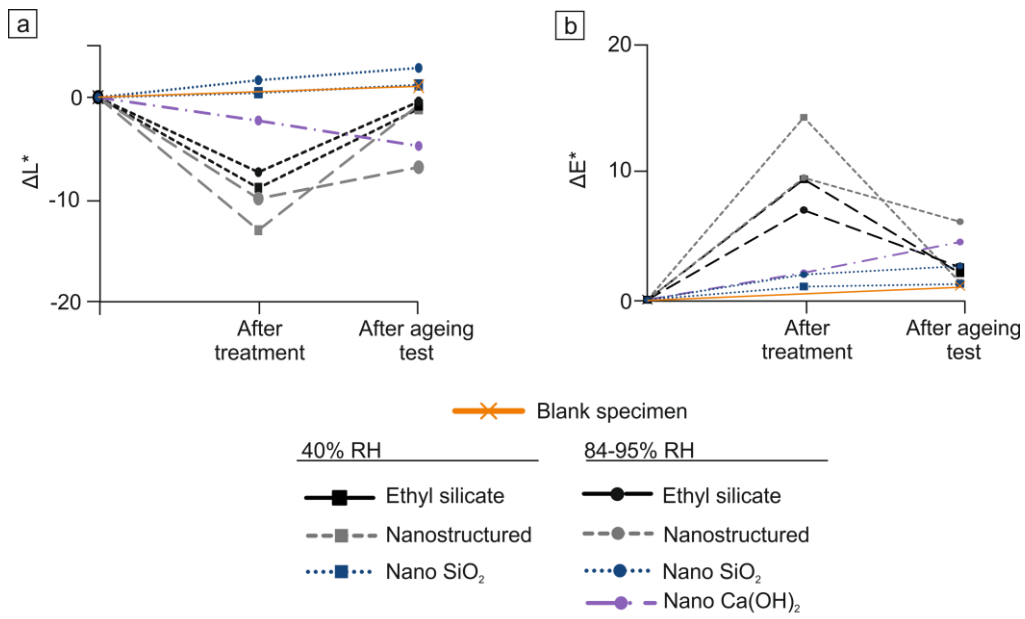 a
0
-10
-20
ΔL*
After
treatment
After ageing
test
b
20
10
0
ΔE*
After
treatment
After ageing
test
Blank specimen
40% RH
Ethyl silicate
Nanostructured
Nano SiO₂
84-95% RH
Ethyl silicate
Nanostructured
Nano SiO₂
Nano Ca(OH)₂